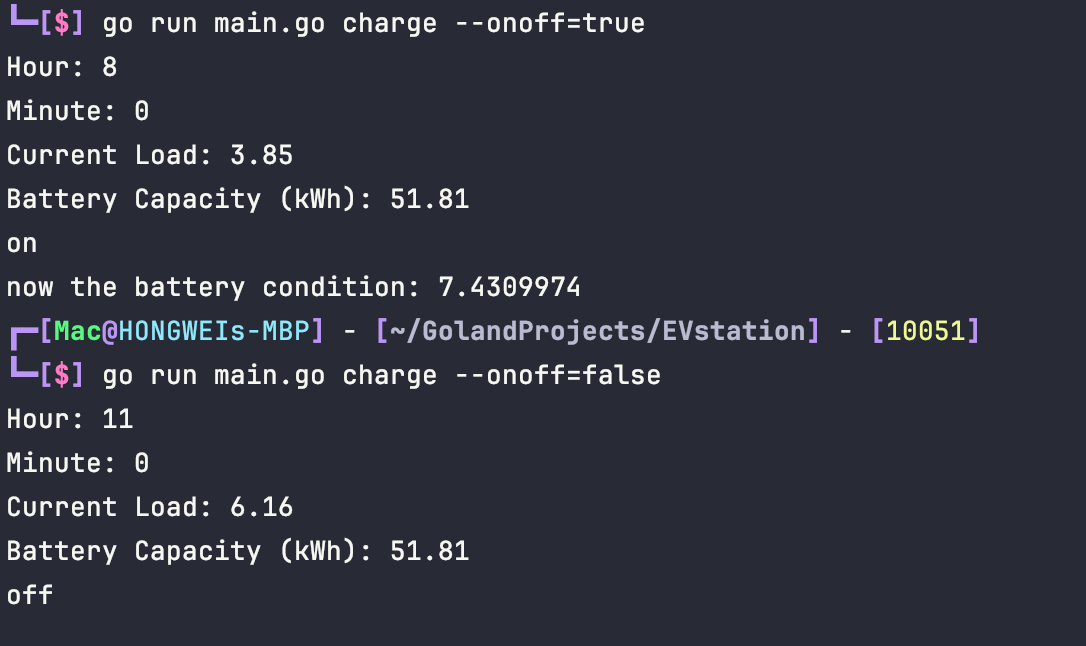 └─[$] go run main.go charge --onoff=true
Hour: 8
Minute: 0
Current Load: 3.85
Battery Capacity (kWh): 51.81
on
now the battery condition: 7.4309974
┌─[Mac@HONGWEIs-MBP] - [~/GolandProjects/EVstation] - [10051]
└─[$] go run main.go charge --onoff=false
Hour: 11
Minute: 0
Current Load: 6.16
Battery Capacity (kWh): 51.81
off